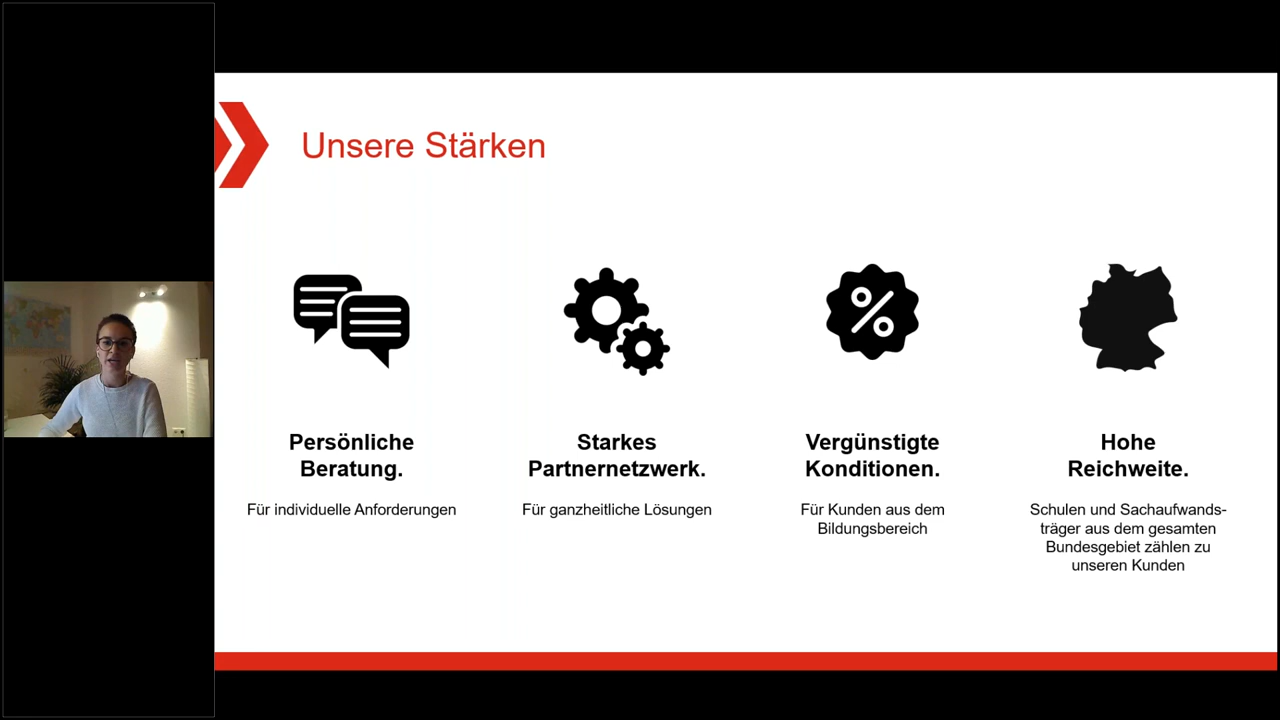 Unsere Stärken
Persönliche
Beratung.
Für individuelle Anforderungen
Starkes
Partnernetzwerk.
Für ganzheitliche Lösungen
Vergünstigte
Konditionen.
Für Kunden aus dem
Bildungsbereich
Hohe
Reichweite.
Schulen und Sachaufwands-
träger aus dem gesamten
Bundesgebiet zählen zu
unseren Kunden